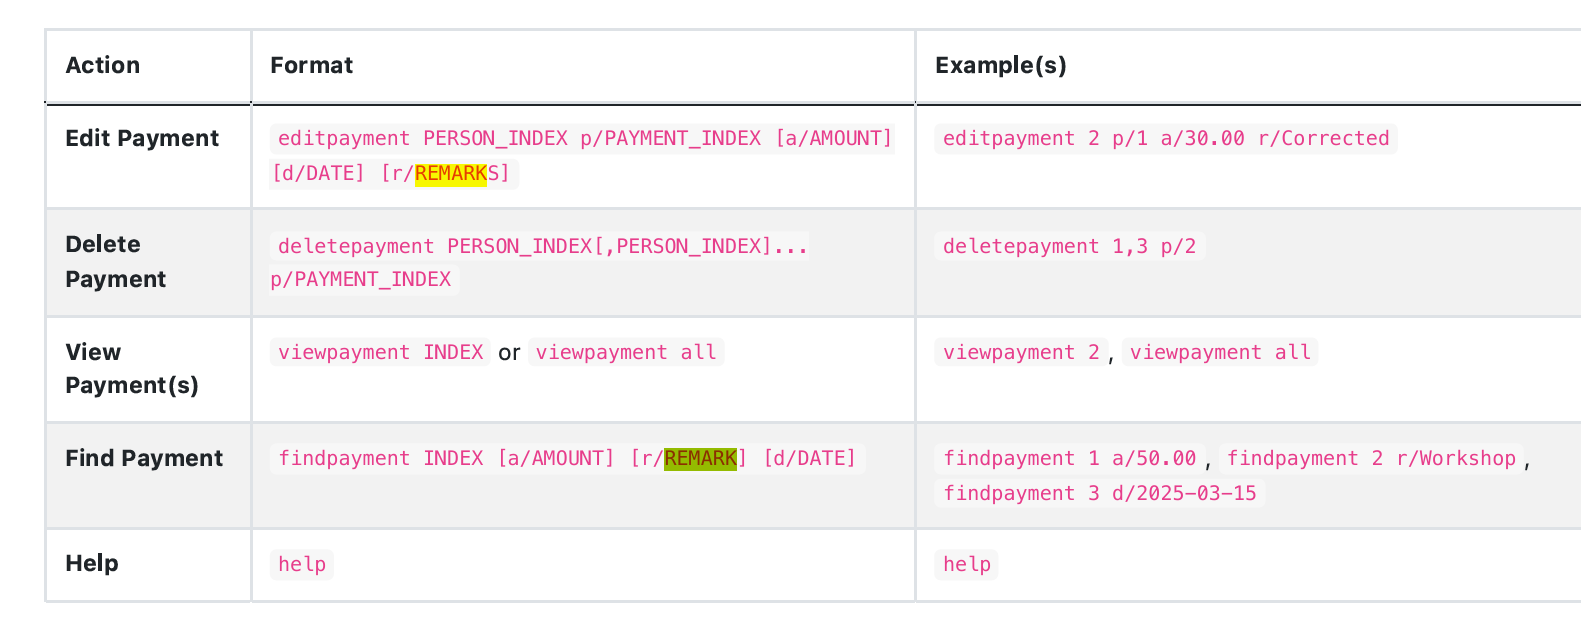 Action Format Example(s)
Edit Payment editpayment PERSON_INDEX p/PAYMENT_INDEX [a/AMOUNT] editpayment 2 p/1 a/30.00 r/Corrected
[d/DATE] [r/REMARKS]
Delete deletepayment PERSON_INDEX[,PERSON_INDEX]... deletepayment 1,3 p/2
Payment p/PAYMENT_INDEX
View viewpayment INDEX or viewpayment all viewpayment 2, viewpayment all
Payment(s)
Find Payment findpayment INDEX [a/AMOUNT] [r/REMARK] [d/DATE] findpayment 1 a/50.00, findpayment 2 r/Workshop,
findpayment 3 d/2025-03-15
Help help help